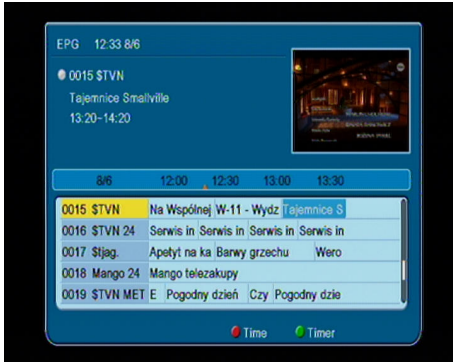 EPG 12:33 8/6
0015 $TVN
Tajemnice Smallville
13:20-14:20
8/6 12:00 12:30 13:00 13:30
0015 $TVN Na Wspólnej W-11 - Wydz Tajemnice S
0016 $TVN 24 Serwis in Serwis in Serwis in Serwis in
0017 $tjag. Apetyt na ka Barwy grzechu Wero
0018 Mango 24 Mango telezakupy
0019 $TVN MET E Pogodny dzień Czy Pogodny dzie
Time Timer